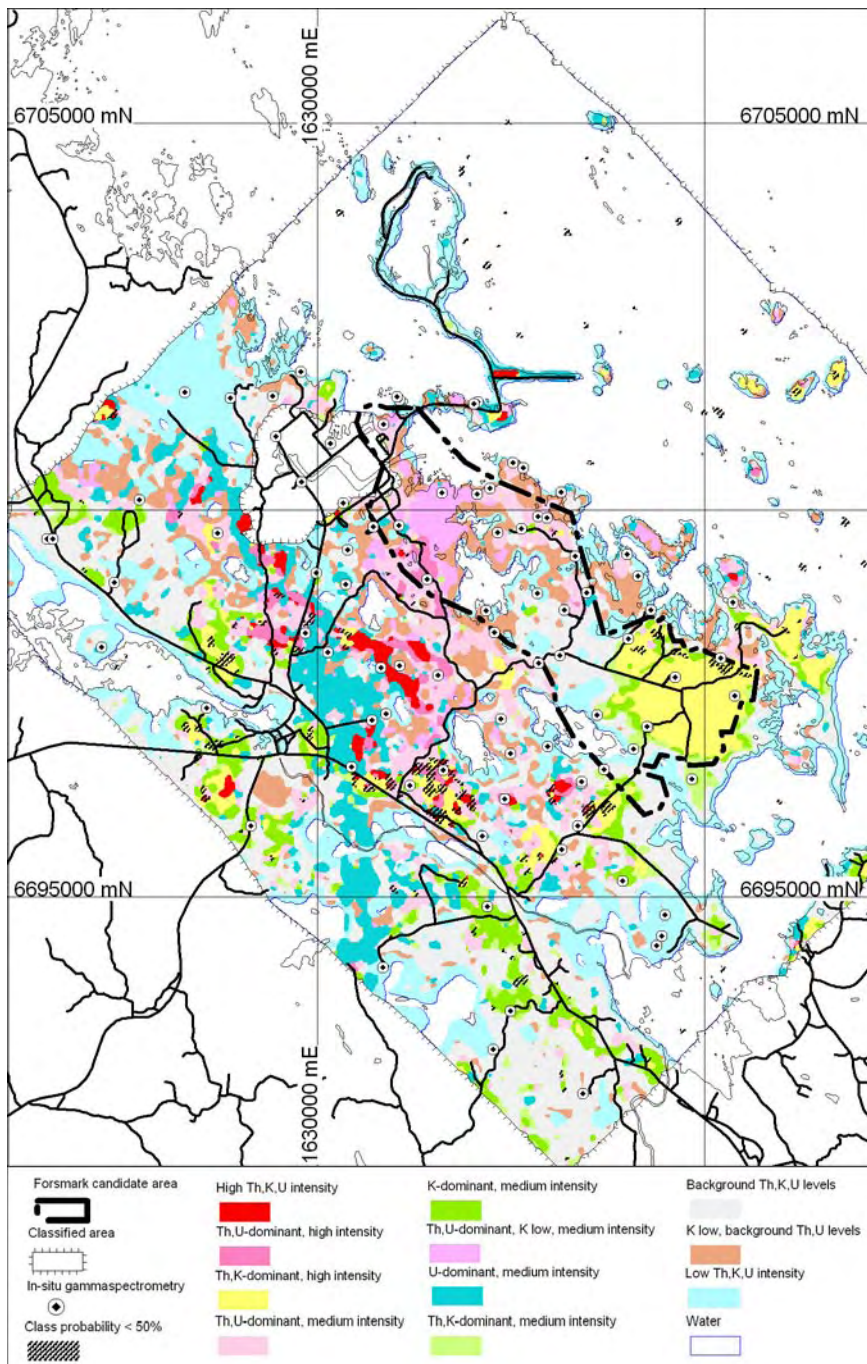 1630000 mE
6705000 mN 6705000 mN
6695000 mN 6695000 mN
1630000 mE
Forsmark candidate area
Classified area
In-situ gammaspectrometry
Class probability < 50%
High Th,K,U intensity
Th,U-dominant, high intensity
Th,K-dominant, high intensity
Th,U-dominant, medium intensity
K-dominant, medium intensity
Th,U-dominant, K low, medium intensity
U-dominant, medium intensity
Th,K-dominant, medium intensity
Background Th,K,U levels
K low, background Th,U levels
Low Th,K,U intensity
Water